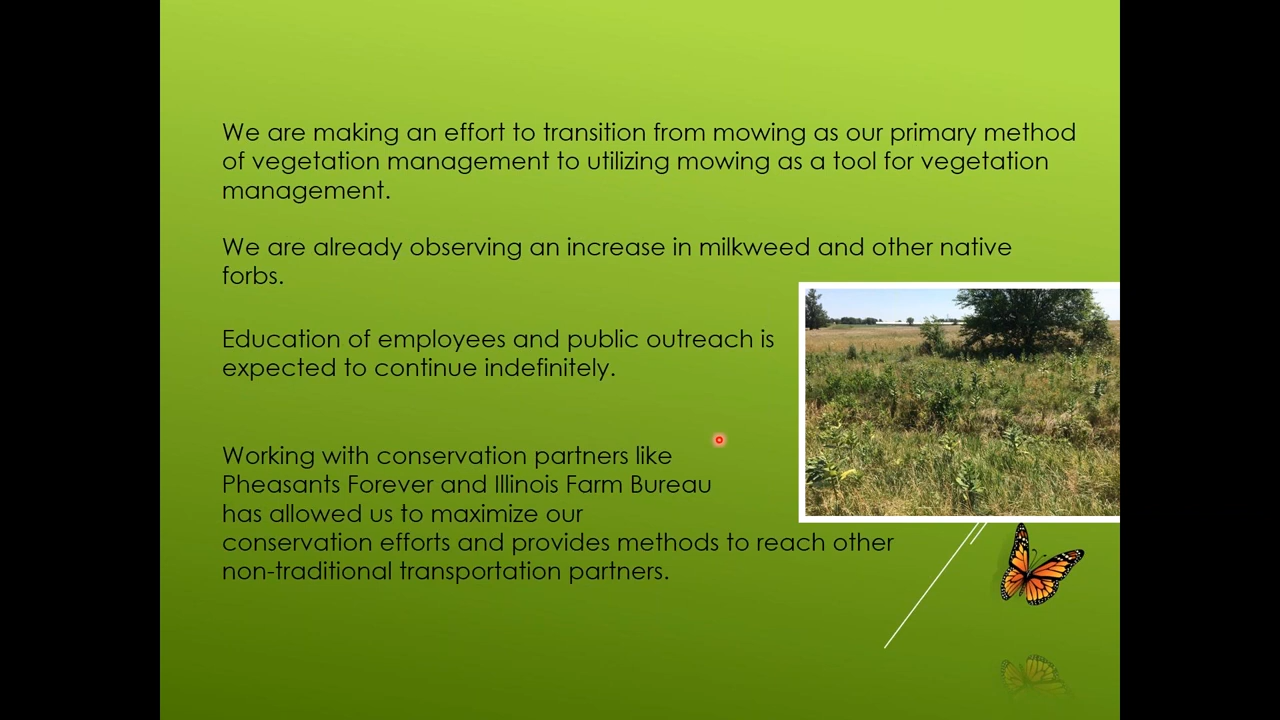 We are making an effort to transition from mowing as our primary method
of vegetation management to utilizing mowing as a tool for vegetation
management.
We are already observing an increase in milkweed and other native
forbs.
Education of employees and public outreach is
expected to continue indefinitely.
Working with conservation partners like
Pheasants Forever and Illinois Farm Bureau
has allowed us to maximize our
conservation efforts and provides methods to reach other
non-traditional transportation partners.